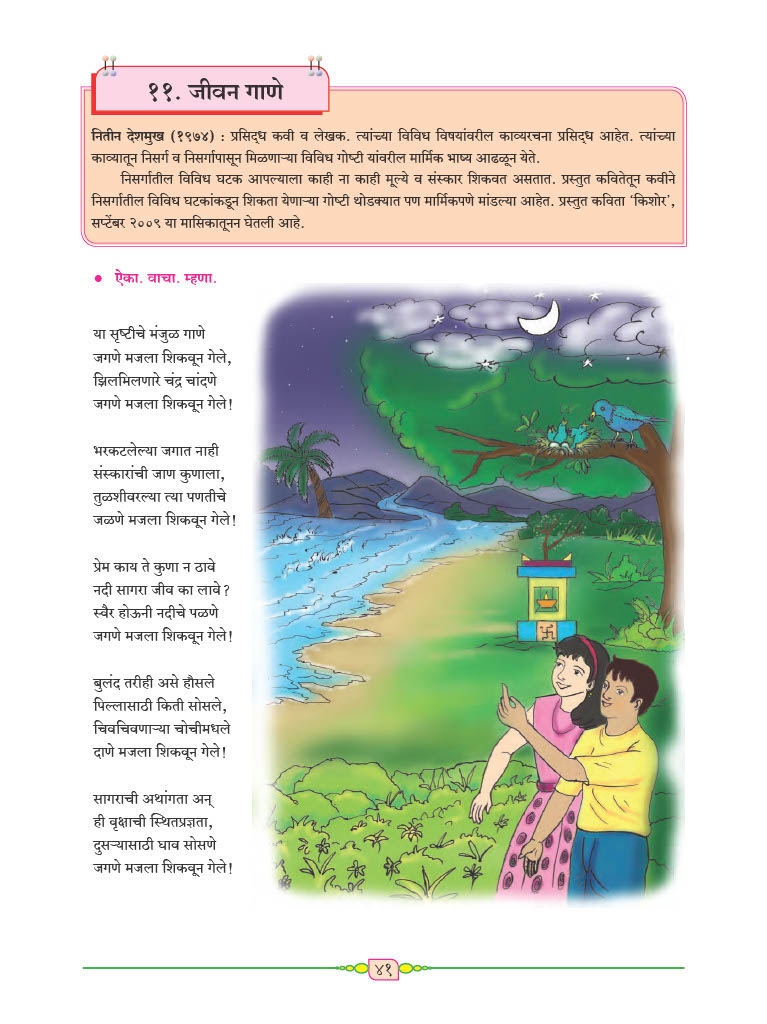 ११. जीवन गाणे
नितीन देशमुख (१९७४) : प्रसिद्ध कवी व लेखक. त्यांच्या विविध विषयांवरील काव्यरचना प्रसिद्ध आहेत. त्यांच्या
काव्यातून निसर्ग व निसर्गापासून मिळणाऱ्या विविध गोष्टी यांवरील मार्मिक भाष्य आढळून येते.
निसर्गातील विविध घटक आपल्याला काही ना काही मूल्ये व संस्कार शिकवत असतात. प्रस्तुत कवितेतून कवीने
निसर्गातील विविध घटकांकडून शिकता येणाऱ्या गोष्टी थोडक्यात पण मार्मिकपणे मांडल्या आहेत. प्रस्तुत कविता ‘किशोर’,
सप्टेंबर २००९ या मासिकातूनन घेतली आहे.
• ऐका. वाचा. म्हणा.
या सृष्टीचे मंजुळ गाणे
जगणे मजला शिकवून गेले,
झिलमिलणारे चंद्र चांदणे
जगणे मजला शिकवून गेले!
भरकटलेल्या जगात नाही
संस्कारांची जाण कुणाला,
तुळशीवरल्या त्या पणतीचे
जळणे मजला शिकवून गेले!
प्रेम काय ते कुणा न ठावे
नदी सागरा जीव का लावे?
स्वैर होऊनी नदीचे पळणे
जगणे मजला शिकवून गेले!
बुलंद तरीही असे हौसले
पिल्लासाठी किती सोसले,
चिवचिवणाऱ्या चोचीमधले
दाणे मजला शिकवून गेले!
सागराची अथांगता अन्
ही वृक्षाची स्थितप्रज्ञता,
दुसऱ्यासाठी घाव सोसणे
जगणे मजला शिकवून गेले!
४१